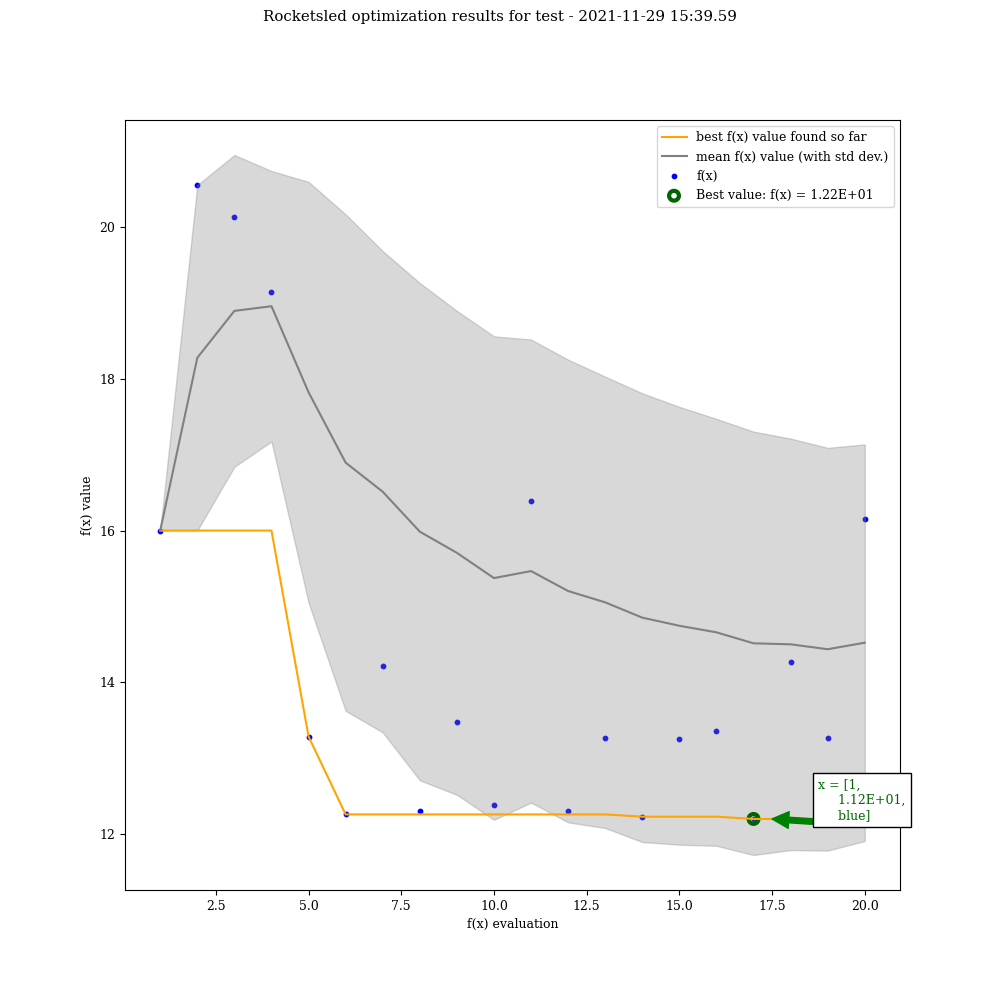 Rocketsled optimization results for test - 2021-11-29 15:39.59
best f(x) value found so far
mean f(x) value (with std dev.)
f(x)
Best value: f(x) = 1.22E+01
20
18
16
14
12
f(x) value
x = [1,
1.12E+01,
blue]
2.5 5.0 7.5 10.0 12.5 15.0 17.5 20.0
f(x) evaluation